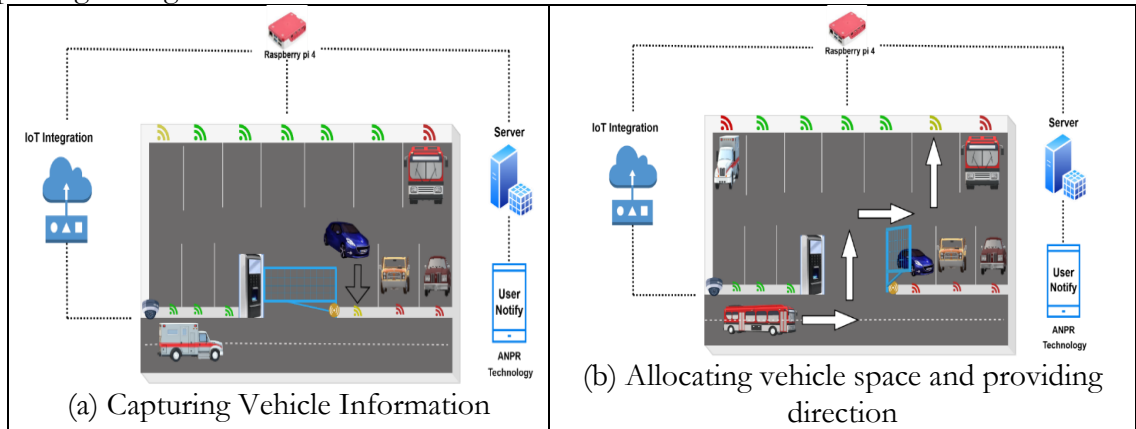 Raspberry pi 4
IoT Integration
Server
User
Notify
ANPR
Technology
(a) Capturing Vehicle Information
Raspberry pi 4
IoT Integration
Server
User
Notify
ANPR
Technology
(b) Allocating vehicle space and providing
direction